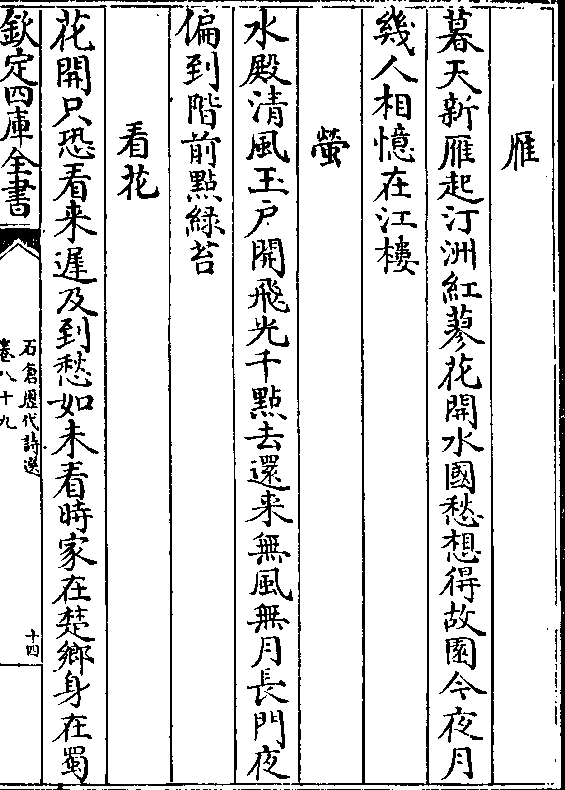 雁
暮天新雁起汀洲紅蓼花開水國愁想得故園今夜月
幾人相憶在江樓
螢
水殿清風玉户開飛光千點去還来無風無月長門夜
偏到階前點緑苔
看花
花開只恐看来遲及到愁如未看時家在楚鄉身在蜀
欽定四庫全書
石倉歷代詩選
卷八十九
十四